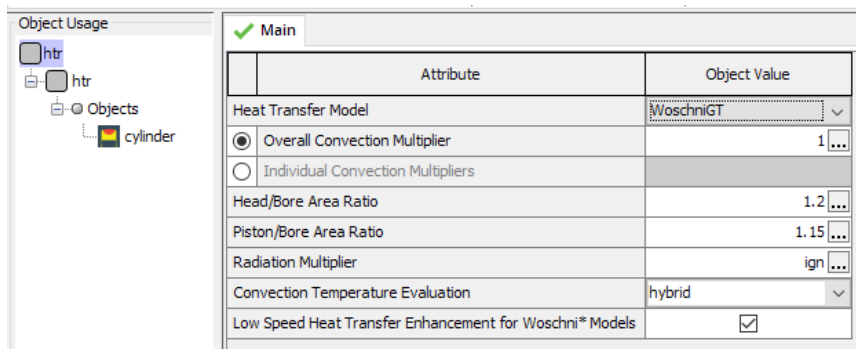 Object Usage
htr
htr
Objects
cylinder
Main
Attribute Object Value
Heat Transfer Model WoschniGT
Overall Convection Multiplier 1 ...
Individual Convection Multipliers
Head/Bore Area Ratio 1.2 ...
Piston/Bore Area Ratio 1.15 ...
Radiation Multiplier ign ...
Convection Temperature Evaluation hybrid
Low Speed Heat Transfer Enhancement for Woschni* Models